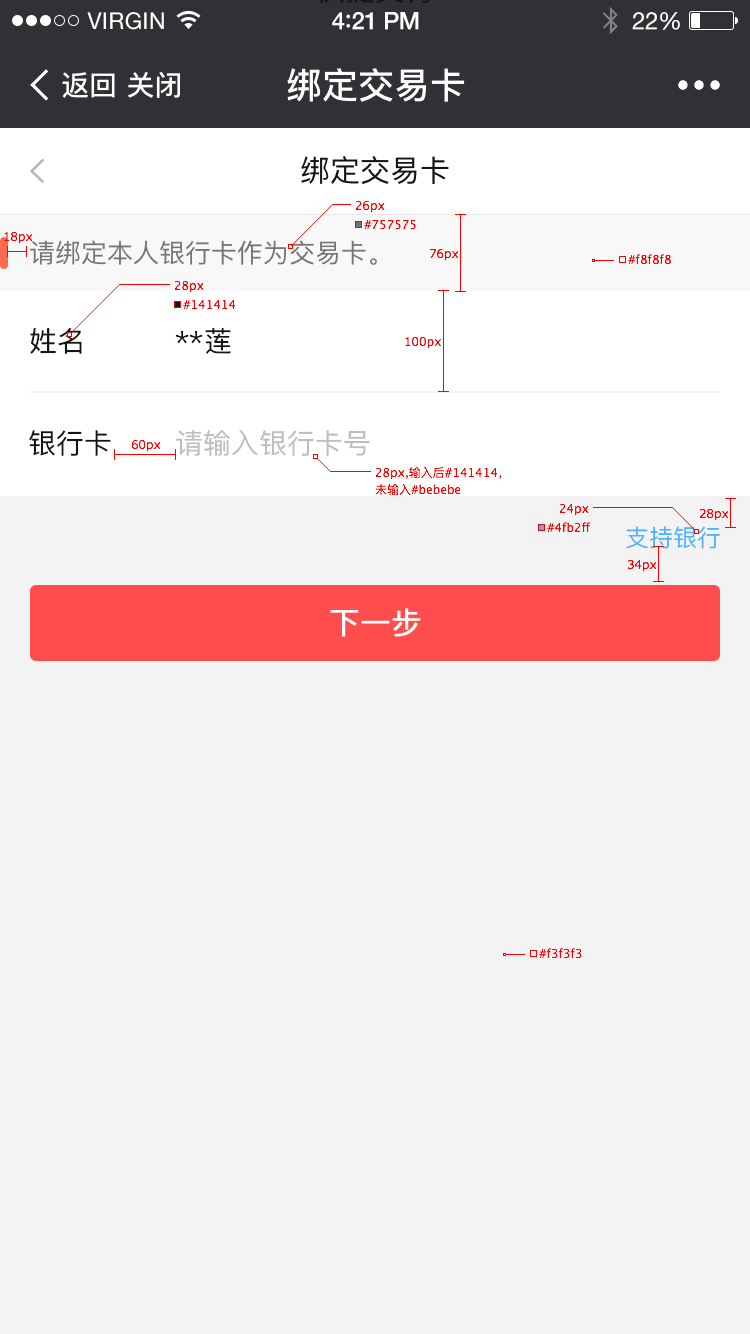 VIRGIN 4:21 PM 22%
返回 关闭 绑定交易卡
绑定交易卡
26px
#757575
18px
请绑定本人银行卡作为交易卡。
76px
#f8f8f8
28px
#141414
姓名 **莲
100px
银行卡 60px 请输入银行卡号
28px,输入后#141414,
未输入#bebebe
24px
28px
#4fb2ff
支持银行
34px
下一步
#f3f3f3